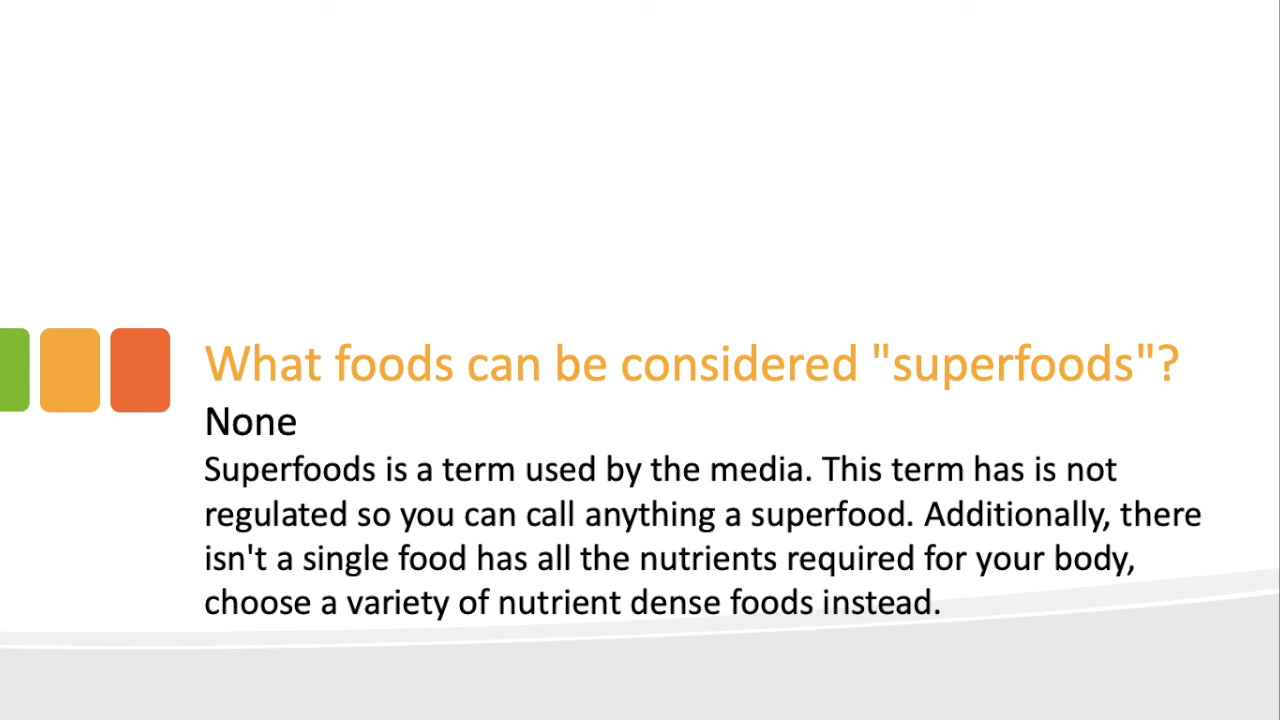 What foods can be considered "superfoods"?
None
Superfoods is a term used by the media. This term has is not
regulated so you can call anything a superfood. Additionally, there
isn't a single food has all the nutrients required for your body,
choose a variety of nutrient dense foods instead.